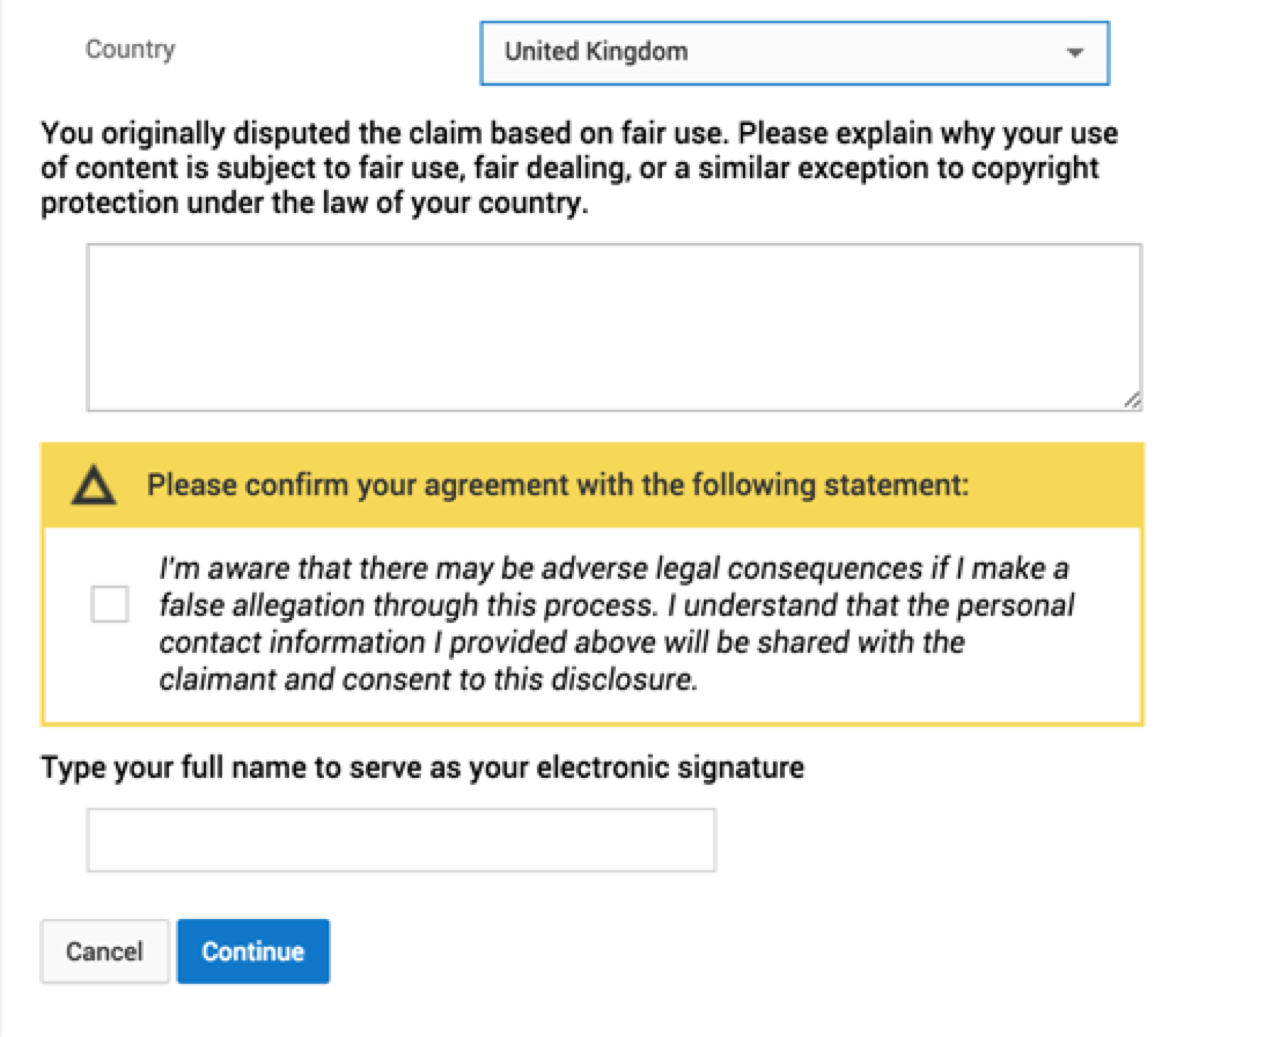 Country
United Kingdom
You originally disputed the claim based on fair use. Please explain why your use
of content is subject to fair use, fair dealing, or a similar exception to copyright
protection under the law of your country.
Please confirm your agreement with the following statement:
I'm aware that there may be adverse legal consequences if I make a
false allegation through this process. I understand that the personal
contact information I provided above will be shared with the
claimant and consent to this disclosure.
Type your full name to serve as your electronic signature
Cancel
Continue